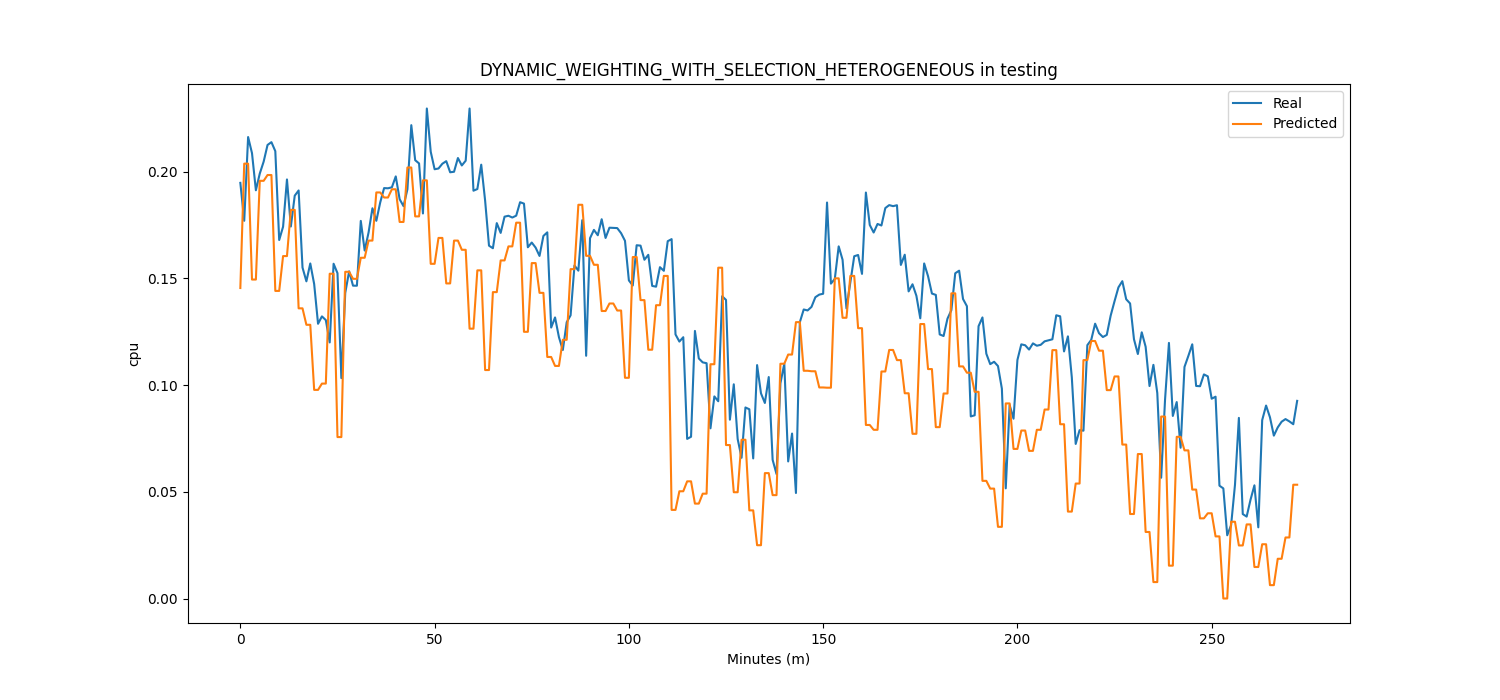 DYNAMIC_WEIGHTING_WITH_SELECTION_HETEROGENEOUS in testing
Real
Predicted
0.20
0.15
0.10
0.05
0.00
cpu
0
50
100
150
200
250
Minutes (m)